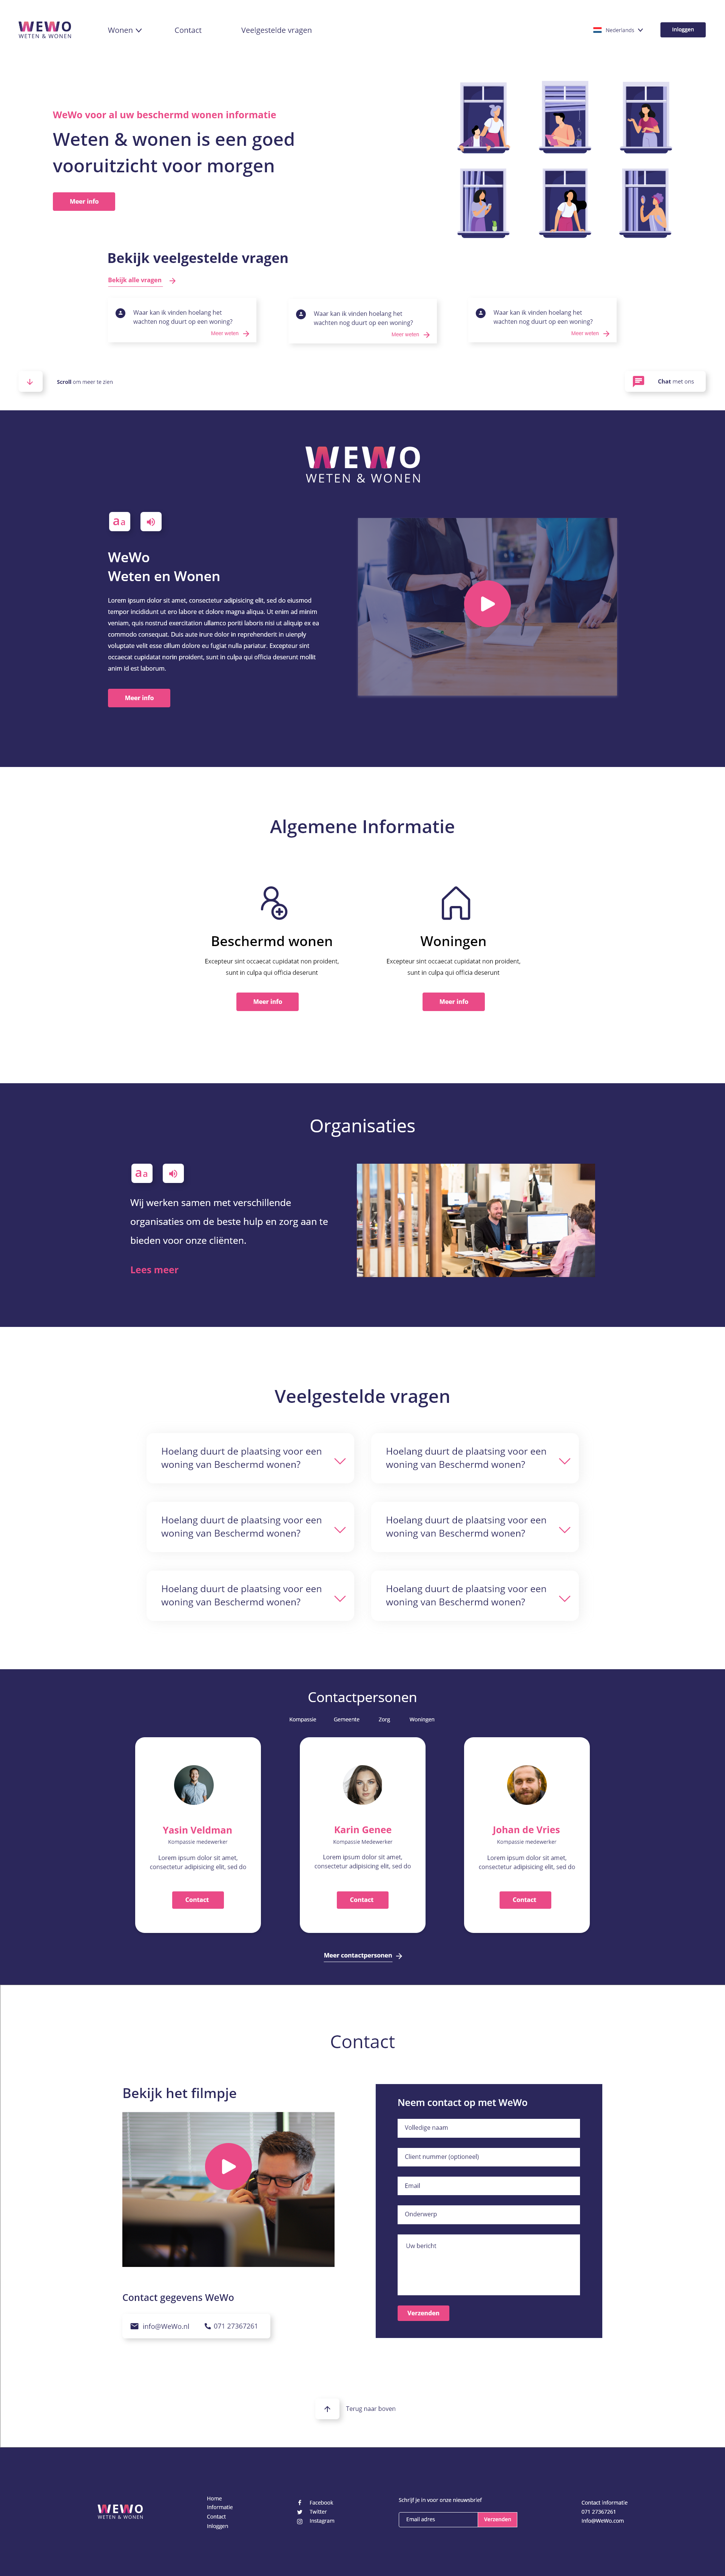 WEWO
WETEN & WONEN
Wonen
Contact
Veelgestelde vragen
Nederlands
Inloggen
WeWo voor al uw beschermd wonen informatie
Weten & wonen is een goed
vooruitzicht voor morgen
Meer info
Bekijk veelgestelde vragen
Bekijk alle vragen
Waar kan ik vinden hoelang het
wachten nog duurt op een woning?
Meer weten
Waar kan ik vinden hoelang het
wachten nog duurt op een woning?
Meer weten
Waar kan ik vinden hoelang het
wachten nog duurt op een woning?
Meer weten
Scroll om meer te zien
Chat met ons
WEWO
WETEN & WONEN
aa
WeWo
Weten en Wonen
Lorem ipsum dolor sit amet, consectetur adipisicing elit, sed do eiusmod
tempor incididunt ut ero labore et dolore magna aliqua. Ut enim ad minim
veniam, quis nostrud exercitation ullamco poriti laboris nisi ut aliquip ex ea
commodo consequat. Duis aute irure dolor in reprehenderit in uienply
voluptate velit esse cillum dolore eu fugiat nulla pariatur. Excepteur sint
occaecat cupidatat norin proident, sunt in culpa qui officia deserunt mollit
anim id est laborum.
Meer info
Algemene Informatie
Beschermd wonen
Excepteur sint occaecat cupidatat non proident,
sunt in culpa qui officia deserunt
Meer info
Woningen
Excepteur sint occaecat cupidatat non proident,
sunt in culpa qui officia deserunt
Meer info
Organisaties
aa
Wij werken samen met verschillende
organisaties om de beste hulp en zorg aan te
bieden voor onze cliënten.
Lees meer
Veelgestelde vragen
Hoelang duurt de plaatsing voor een
woning van Beschermd wonen?
Hoelang duurt de plaatsing voor een
woning van Beschermd wonen?
Hoelang duurt de plaatsing voor een
woning van Beschermd wonen?
Hoelang duurt de plaatsing voor een
woning van Beschermd wonen?
Hoelang duurt de plaatsing voor een
woning van Beschermd wonen?
Hoelang duurt de plaatsing voor een
woning van Beschermd wonen?
Contactpersonen
Kompassie
Gemeente
Zorg
Woningen
Yasin Veldman
Kompassie medewerker
Lorem ipsum dolor sit amet,
consectetur adipisicing elit, sed do
Contact
Karin Genee
Kompassie Medewerker
Lorem ipsum dolor sit amet,
consectetur adipisicing elit, sed do
Contact
Johan de Vries
Kompassie medewerker
Lorem ipsum dolor sit amet,
consectetur adipisicing elit, sed do
Contact
Meer contactpersonen
Contact
Bekijk het filmpje
Contact gegevens WeWo
info@WeWo.nl
071 27367261
Neem contact op met WeWo
Volledige naam
Client nummer (optioneel)
Email
Onderwerp
Uw bericht
Verzenden
Terug naar boven
WEWO
WETEN & WONEN
Home
Informatie
Contact
Inloggen
Facebook
Twitter
Instagram
Schrijf je in voor onze nieuwsbrief
Email adres
Verzenden
Contact informatie
071 27367261
Info@WeWo.com